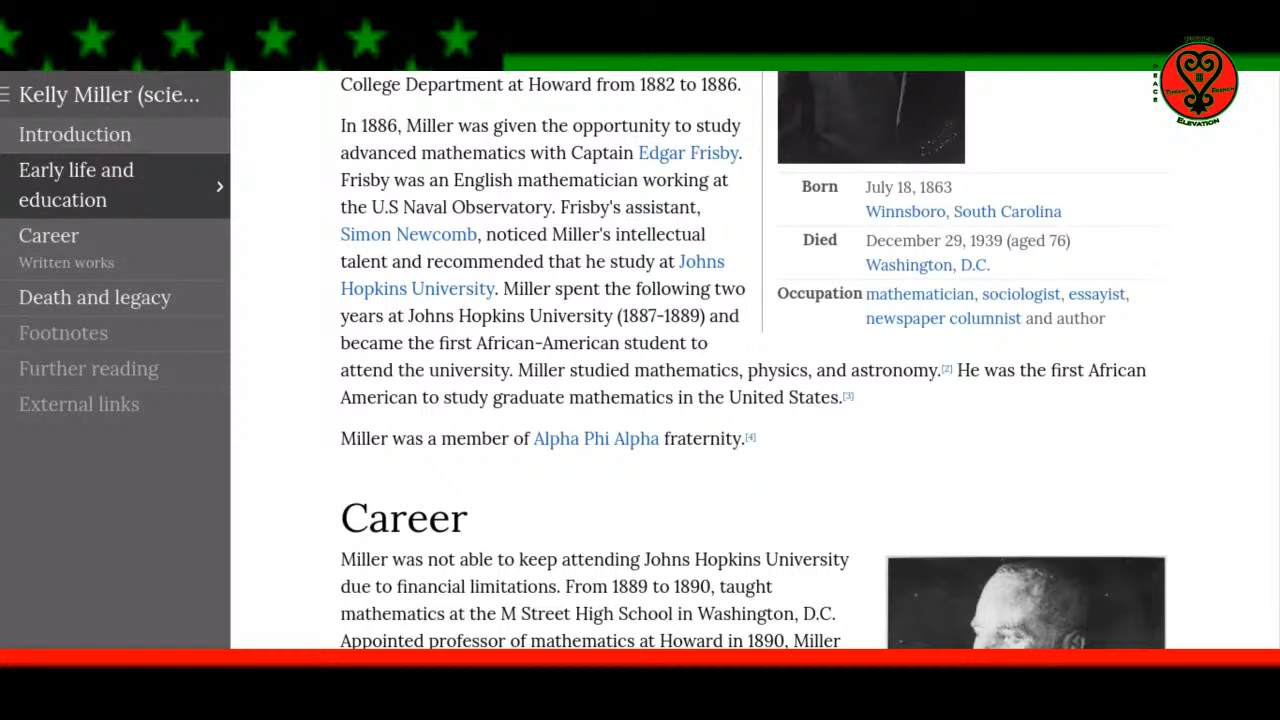 Kelly Miller (scie...
Introduction
Early life and
education
Career
Written works
Death and legacy
Footnotes
Further reading
External links
College Department at Howard from 1882 to 1886.
In 1886, Miller was given the opportunity to study
advanced mathematics with Captain Edgar Frisby.
Frisby was an English mathematician working at
the U.S Naval Observatory. Frisby's assistant,
Simon Newcomb, noticed Miller's intellectual
talent and recommended that he study at Johns
Hopkins University. Miller spent the following two
years at Johns Hopkins University (1887-1889) and
became the first African-American student to
attend the university. Miller studied mathematics, physics, and astronomy.[2] He was the first African
American to study graduate mathematics in the United States.[3]
Miller was a member of Alpha Phi Alpha fraternity.[4]
Born July 18, 1863
Winnsboro, South Carolina
Died December 29, 1939 (aged 76)
Washington, D.C.
Occupation mathematician, sociologist, essayist,
newspaper columnist and author
Career
Miller was not able to keep attending Johns Hopkins University
due to financial limitations. From 1889 to 1890, taught
mathematics at the M Street High School in Washington, D.C.
Appointed professor of mathematics at Howard in 1890, Miller
POWER
PEACE
ELEVATION